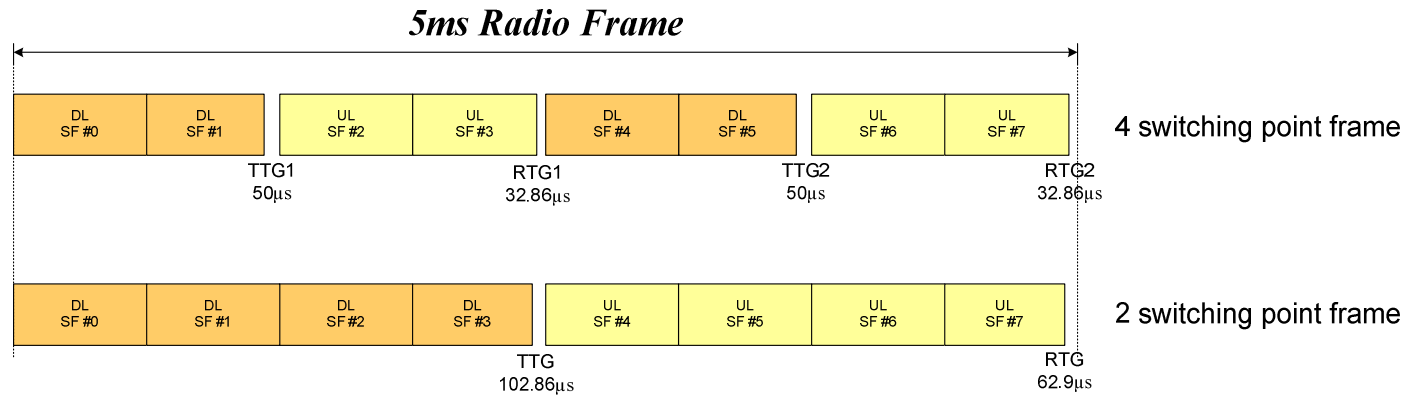 5ms Radio Frame
DL DL UL UL DL DL UL UL
SF #0 SF #1 SF #2 SF #3 SF #4 SF #5 SF #6 SF #7
4 switching point frame
TTG1 RTG1 TTG2 RTG2
50μs 32.86μs 50μs 32.86μs
DL DL DL DL UL UL UL UL
SF #0 SF #1 SF #2 SF #3 SF #4 SF #5 SF #6 SF #7
2 switching point frame
TTG RTG
102.86μs 62.9μs